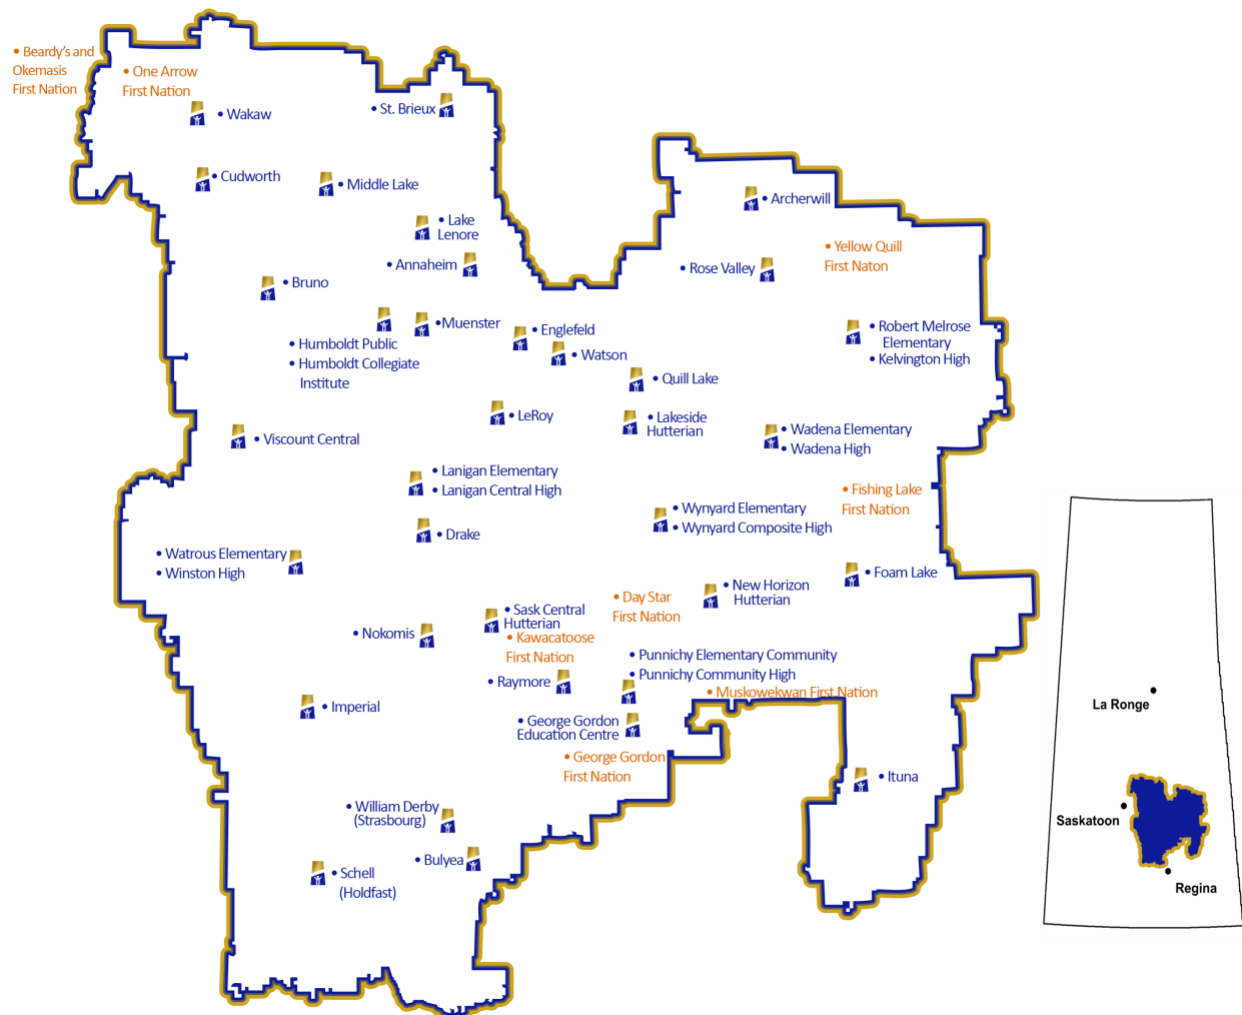 • Beardy's and
Okemasis
First Nation
• One Arrow
First Nation
• Wakaw
• St. Brieux
• Cudworth
• Middle Lake
• Archerwill
• Lake
Lenore
• Yellow Quill
First Naton
• Annaheim
• Rose Valley
• Bruno
• Muenster
• Englefeld
• Robert Melrose
Elementary
• Kelvington High
• Humboldt Public
• Humboldt Collegiate
Institute
• Watson
• Quill Lake
• LeRoy
• Lakeside
Hutterian
• Wadena Elementary
• Wadena High
• Viscount Central
• Lanigan Elementary
• Lanigan Central High
• Fishing Lake
First Nation
• Wynyard Elementary
• Wynyard Composite High
• Drake
• Watrous Elementary
• Winston High
• Foam Lake
• New Horizon
Hutterian
• Day Star
First Nation
• Sask Central
Hutterian
• Kawacatoose
First Nation
• Nokomis
• Punnichy Elementary Community
• Punnichy Community High
• Raymore
• Muskowekwan First Nation
• Imperial
• George Gordon
Education Centre
• George Gordon
First Nation
• Ituna
• William Derby
(Strasbourg)
• Bulyea
• Schell
(Holdfast)
La Ronge
Saskatoon
Regina